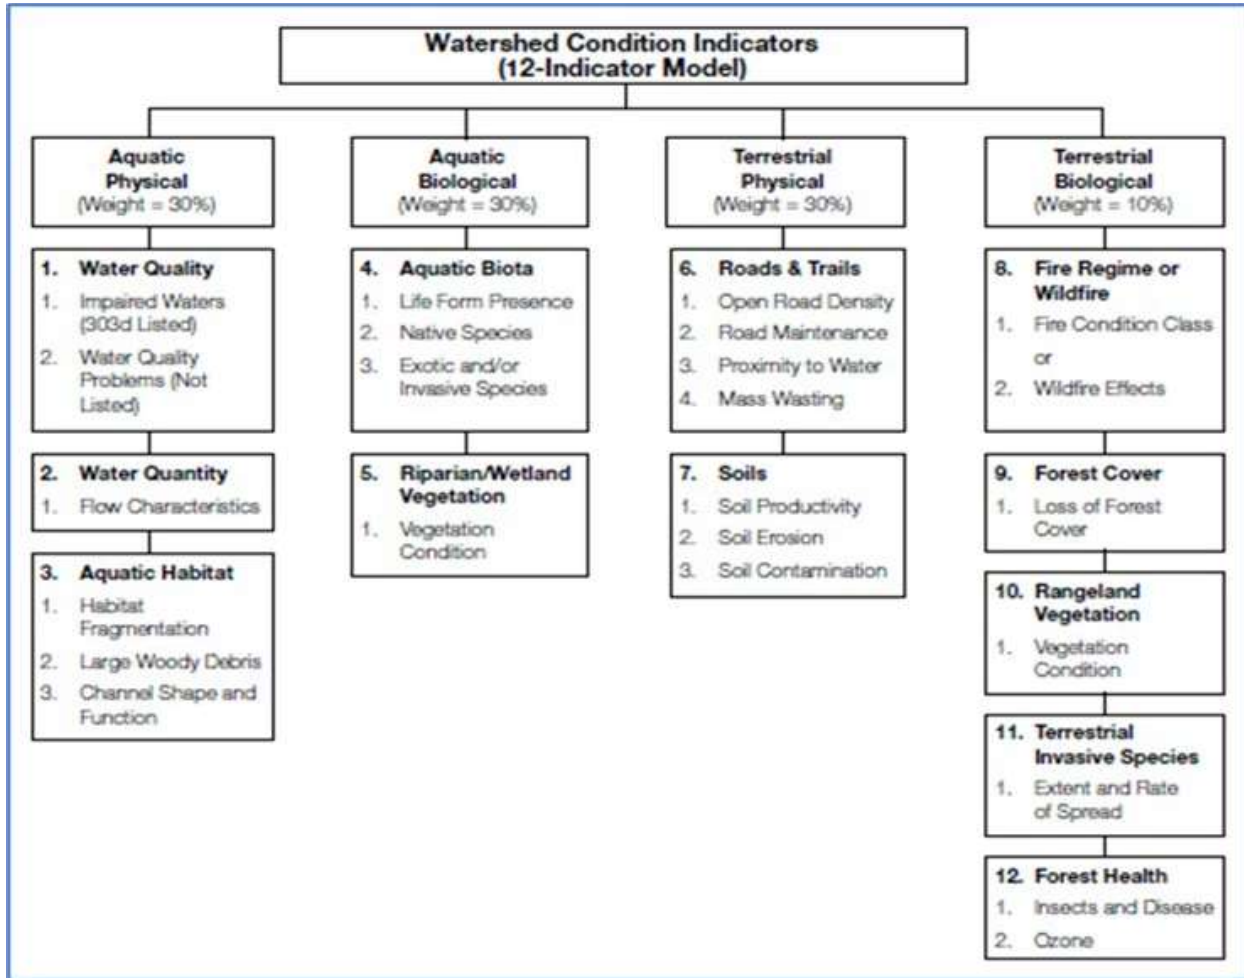 Watershed Condition Indicators
(12-Indicator Model)
Aquatic
Physical
(Weight = 30%)
1. Water Quality
1. Impaired Waters
(303d Listed)
2. Water Quality
Problems (Not
Listed)
2. Water Quantity
1. Flow Characteristics
3. Aquatic Habitat
1. Habitat
Fragmentation
2. Large Woody Debris
3. Channel Shape and
Function
Aquatic
Biological
(Weight = 30%)
4. Aquatic Biota
1. Life Form Presence
2. Native Species
3. Exotic and/or
Invasive Species
5. Riparian/Wetland
Vegetation
1. Vegetation
Condition
Terrestrial
Physical
(Weight = 30%)
6. Roads & Trails
1. Open Road Density
2. Road Maintenance
3. Proximity to Water
4. Mass Wasting
7. Soils
1. Soil Productivity
2. Soil Erosion
3. Soil Contamination
Terrestrial
Biological
(Weight = 10%)
8. Fire Regime or
Wildfire
1. Fire Condition Class
or
2. Wildfire Effects
9. Forest Cover
1. Loss of Forest
Cover
10. Rangeland
Vegetation
1. Vegetation
Condition
11. Terrestrial
Invasive Species
1. Extent and Rate
of Spread
12. Forest Health
1. Insects and Disease
2. Ozone